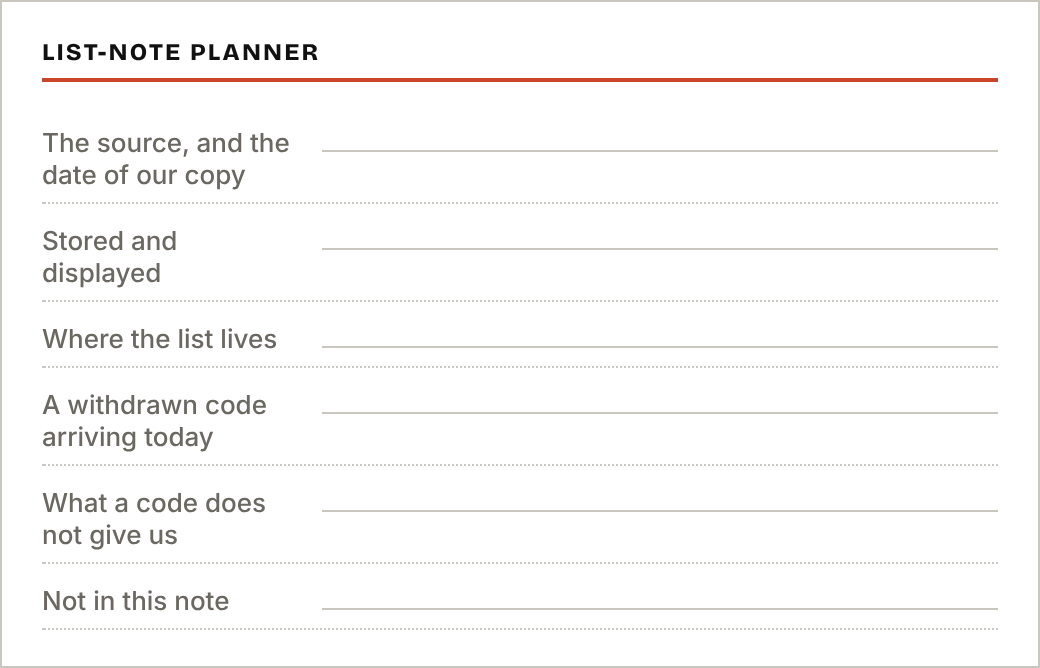 LIST-NOTE PLANNER
The source, and the
date of our copy
Stored and
displayed
Where the list lives
A withdrawn code
arriving today
What a code does
not give us
Not in this note